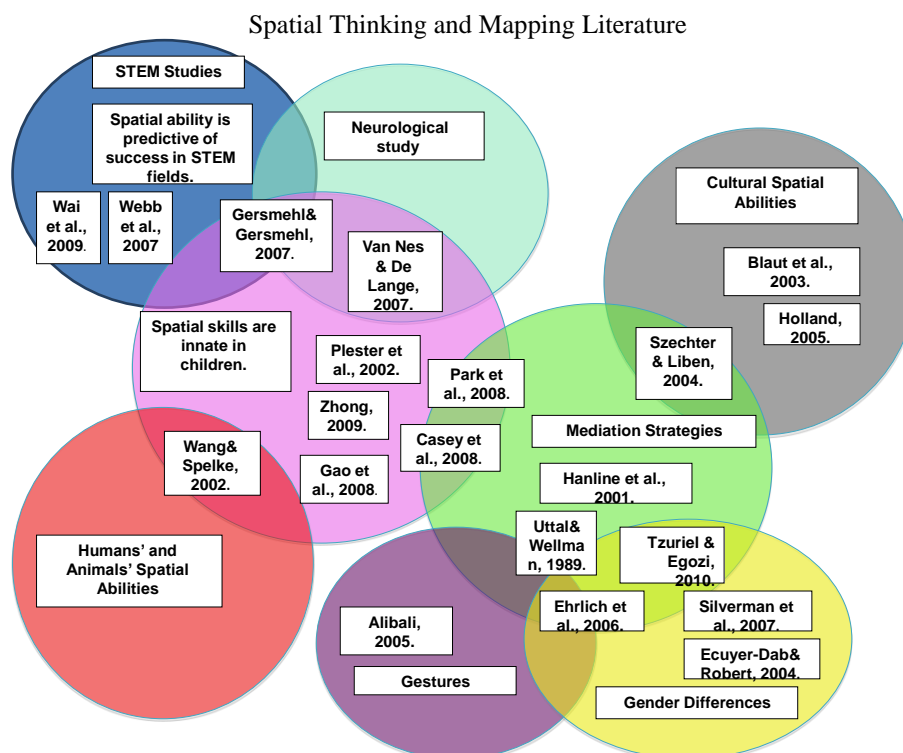 Spatial Thinking and Mapping Literature
STEM Studies
Spatial ability is
predictive of
success in STEM
fields.
Wai
et al.,
2009.
Webb
et al.,
2007
Neurological
study
Gersmehl&
Gersmehl,
2007.
Van Nes
& De
Lange,
2007.
Cultural Spatial
Abilities
Blaut et al.,
2003.
Holland,
2005.
Spatial skills are
innate in
children.
Plester et
al., 2002.
Park et
al., 2008.
Szechter
& Liben,
2004.
Zhong,
2009.
Casey et
al., 2008.
Mediation Strategies
Wang&
Spelke,
2002.
Gao et
al., 2008.
Hanline et al.,
2001.
Uttal&
Wellma
n, 1989.
Tzuriel &
Egozi,
2010.
Humans’ and
Animals’ Spatial
Abilities
Alibali,
2005.
Ehrlich et
al., 2006.
Silverman et
al., 2007.
Ecuyer-Dab&
Robert, 2004.
Gestures
Gender Differences